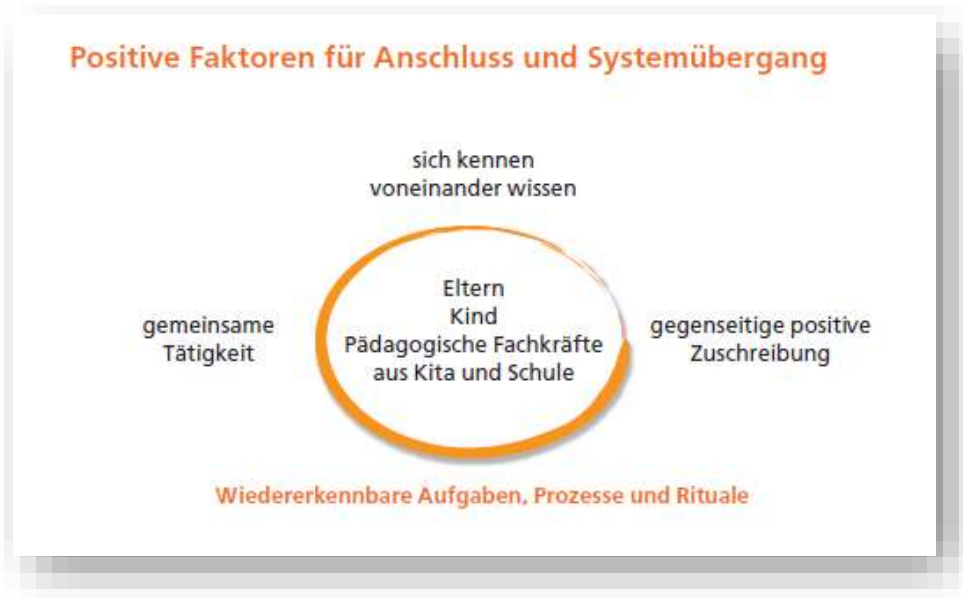 Positive Faktoren für Anschluss und Systemübergang
sich kennen
voneinander wissen
gemeinsame
Tätigkeit
Eltern
Kind
Pädagogische Fachkräfte
aus Kita und Schule
gegenseitige positive
Zuschreibung
Wiedererkennbare Aufgaben, Prozesse und Rituale